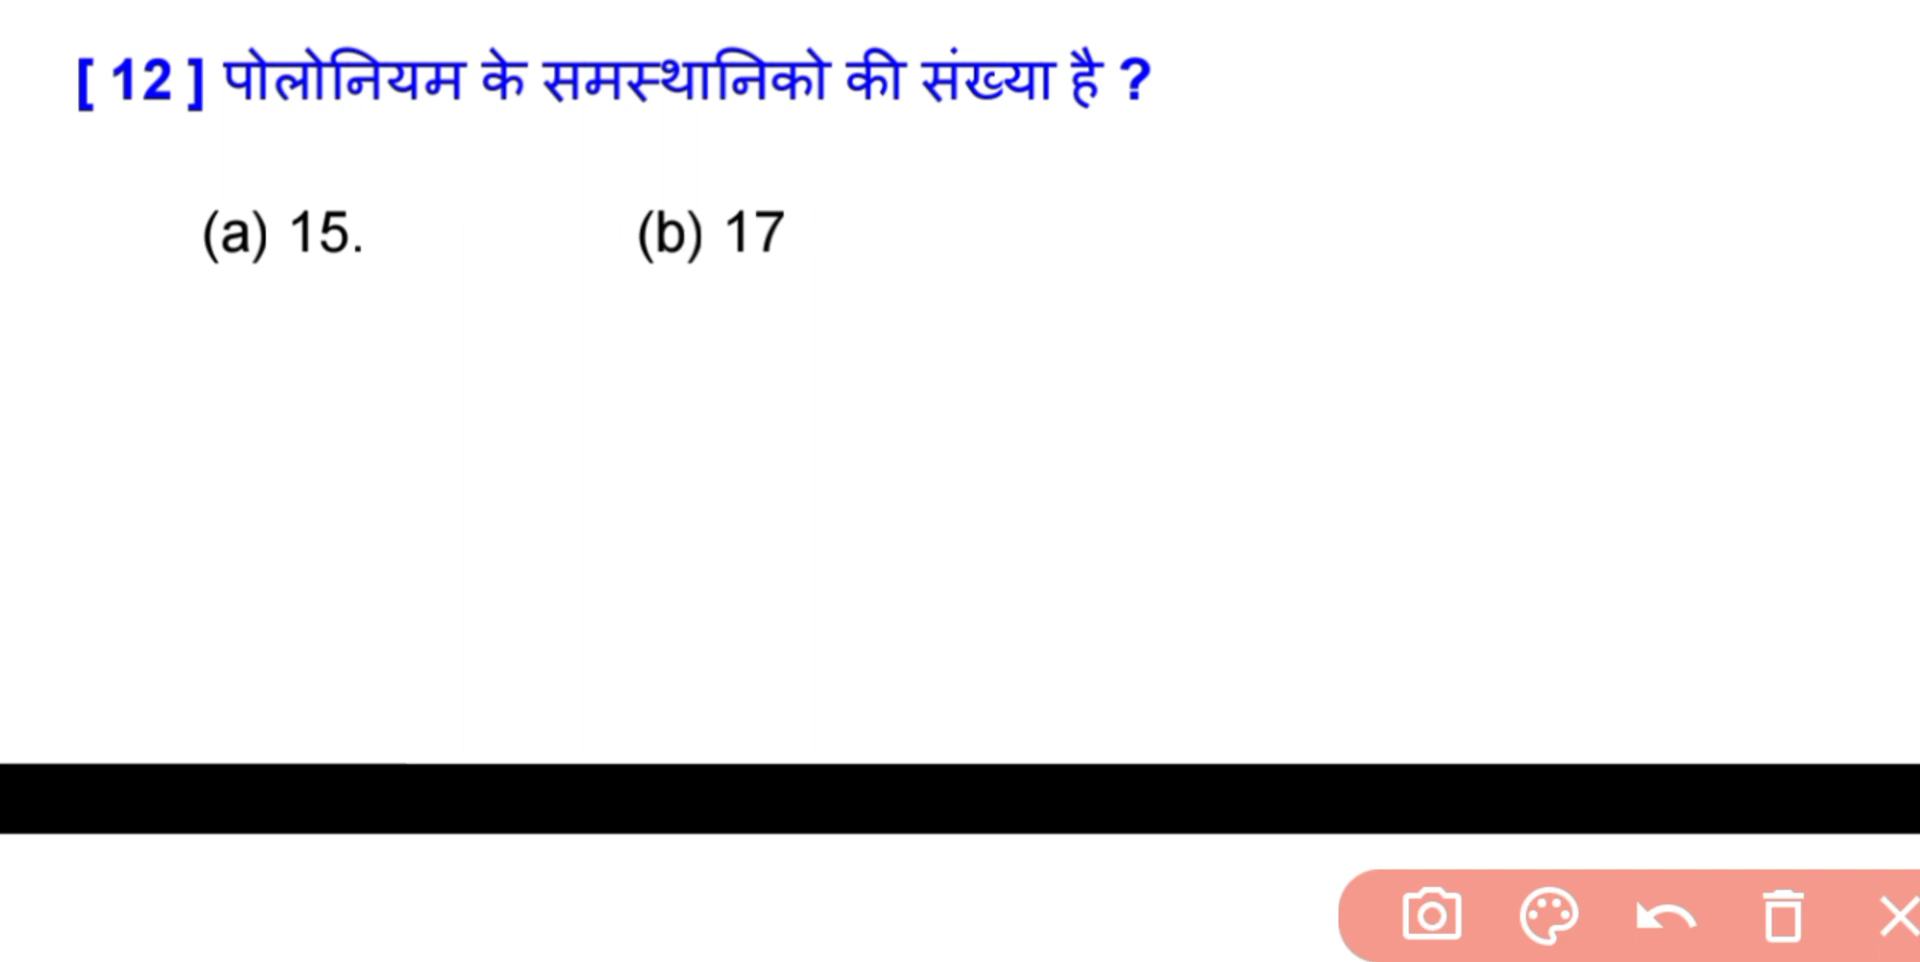 [ 12 ] पोलोनियम के समस्थानिको की संख्या है ?
(a) 15. (b) 17